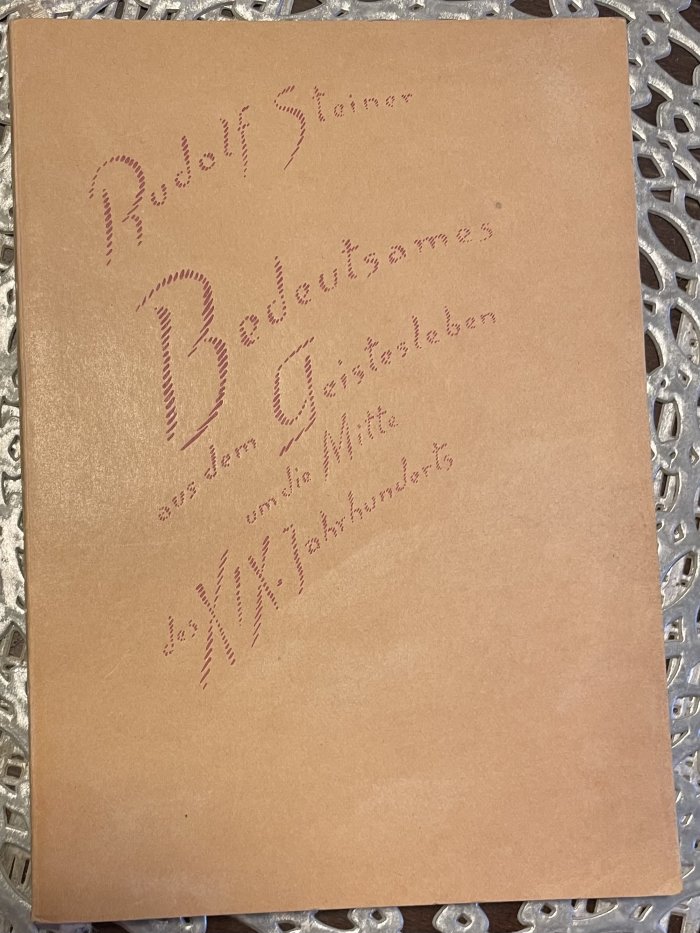 Rudolf Steiner
Bedeutsames
aus dem Geistesleben
um die Mitte
des XIX. Jahrhunderts